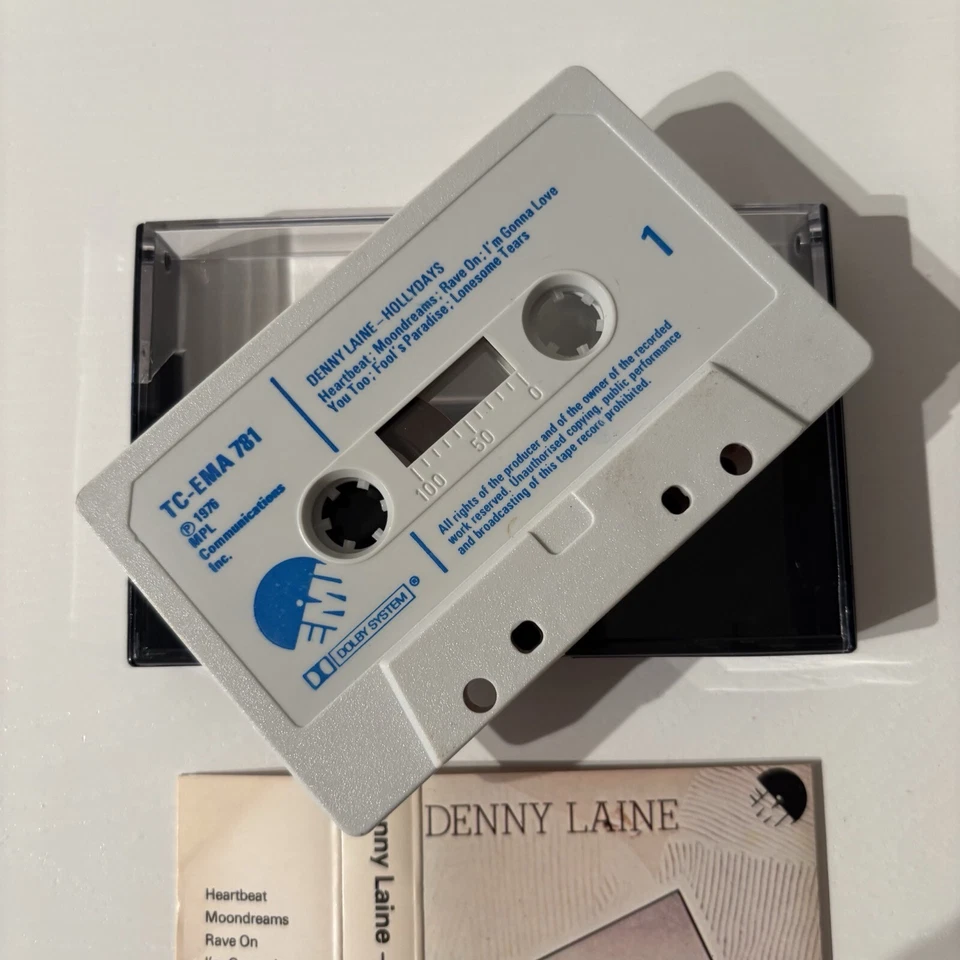 DENNY LAINE – HOLLYDAYS
Heartbeat; Moondreams; Rave On; I'm Gonna Love
You Too; Fool's Paradise; Lonesome Tears
1
TC-EMA 781
℗ 1976
MPL
Communications
Inc.
100 50 0
All rights of the producer and of the owner of the recorded
work reserved. Unauthorised copying, public performance
and broadcasting of this tape record prohibited.
EMI
DOLBY SYSTEM ®
DENNY LAINE
EMI
nny Laine –
Heartbeat
Moondreams
Rave On